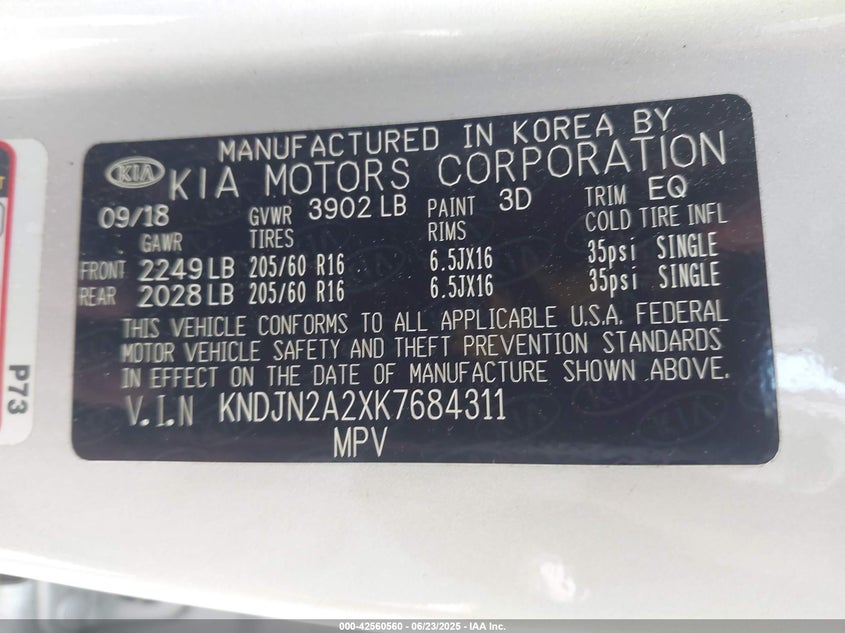 MANUFACTURED IN KOREA BY
KIA KIA MOTORS CORPORATION
09/18 GVWR 3902 LB PAINT 3D TRIM EQ
GAWR TIRES RIMS COLD TIRE INFL
FRONT 2249 LB 205/60 R16 6.5JX16 35psi SINGLE
REAR 2028 LB 205/60 R16 6.5JX16 35psi SINGLE
THIS VEHICLE CONFORMS TO ALL APPLICABLE U.S.A. FEDERAL
MOTOR VEHICLE SAFETY AND THEFT PREVENTION STANDARDS
IN EFFECT ON THE DATE OF MANUFACTURE SHOWN ABOVE.
V.I.N KNDJN2A2XK7684311
MPV
P73
000-42560560 - 06/23/2025 - IAA Inc.